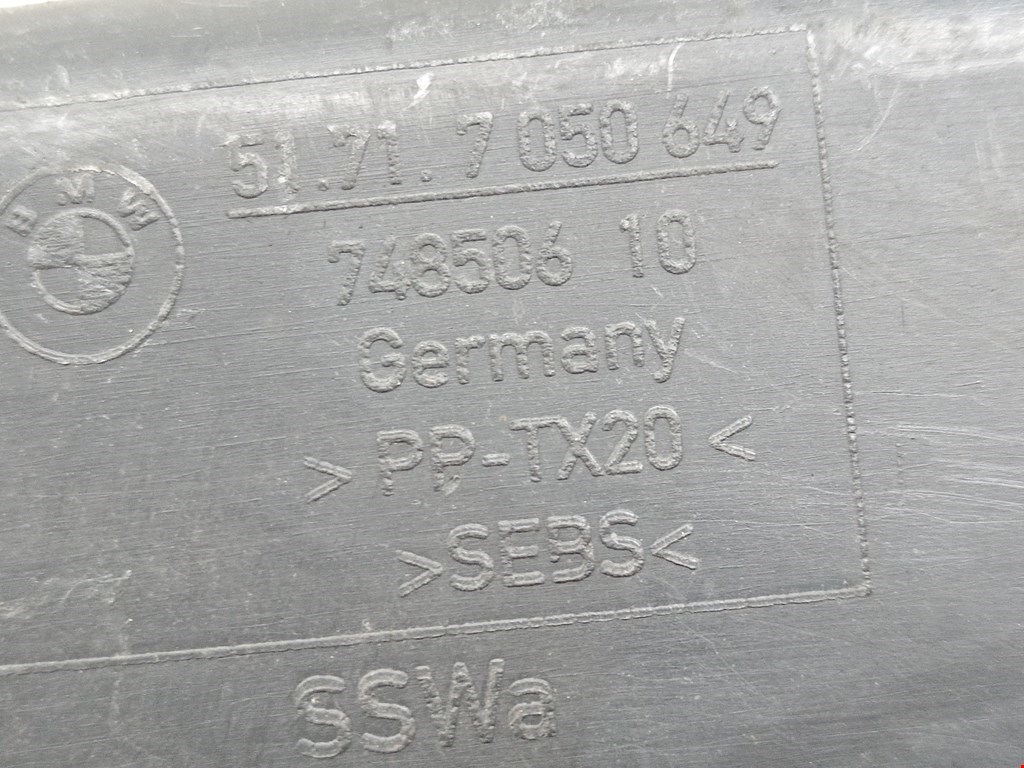 BMW
51.71.7 050 649
748506 10
Germany
>PP,-TX20<
>SEBS<
SSWa